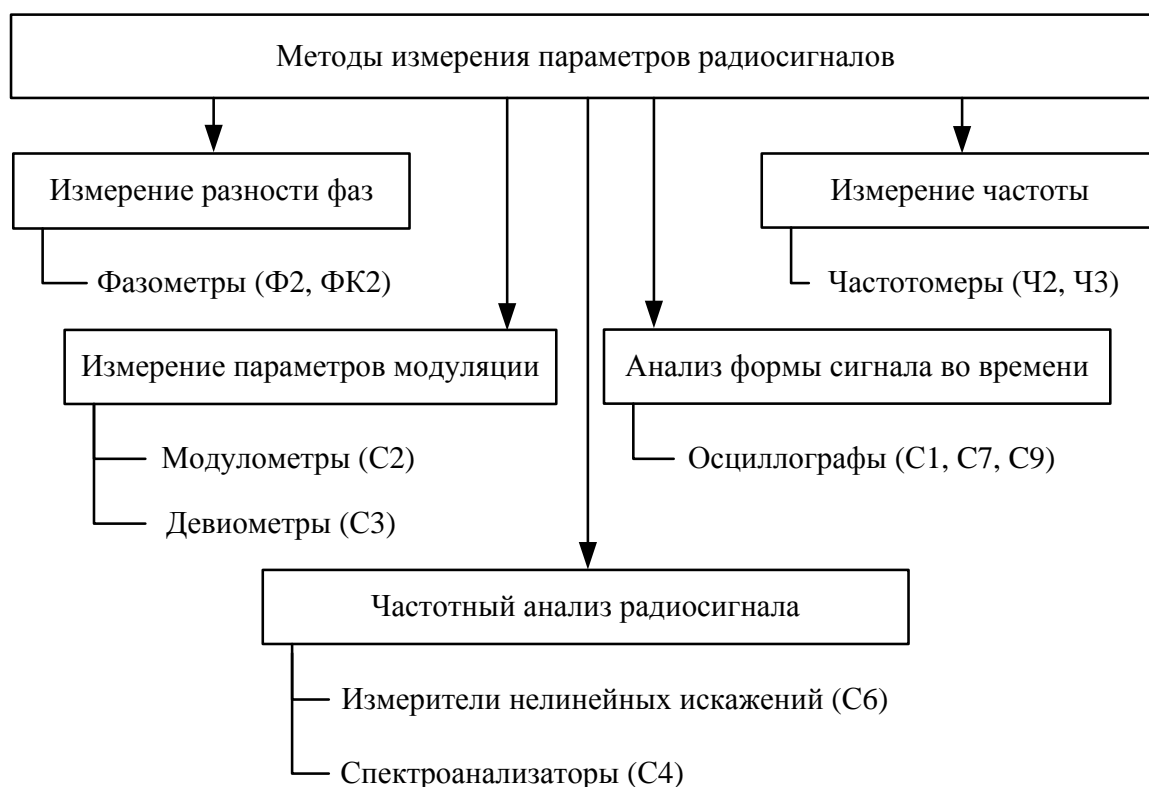 Методы измерения параметров радиосигналов
Измерение разности фаз
Измерение частоты
Фазометры (Ф2, ФК2)
Частотомеры (Ч2, Ч3)
Измерение параметров модуляции
Анализ формы сигнала во времени
Модулометры (С2)
Осциллографы (С1, С7, С9)
Девиометры (С3)
Частотный анализ радиосигнала
Измерители нелинейных искажений (С6)
Спектроанализаторы (С4)